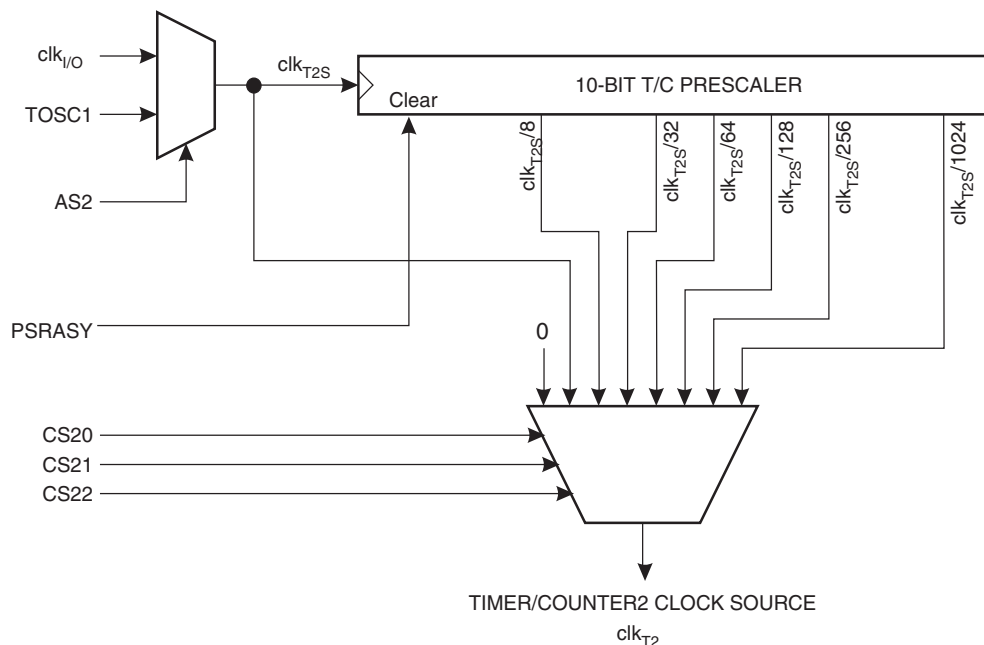 clkI/O
clkT2S
10-BIT T/C PRESCALER
TOSC1
Clear
clkT2S/8
clkT2S/32
clkT2S/64
clkT2S/128
clkT2S/256
clkT2S/1024
AS2
PSRASY
0
CS20
CS21
CS22
TIMER/COUNTER2 CLOCK SOURCE
clkT2